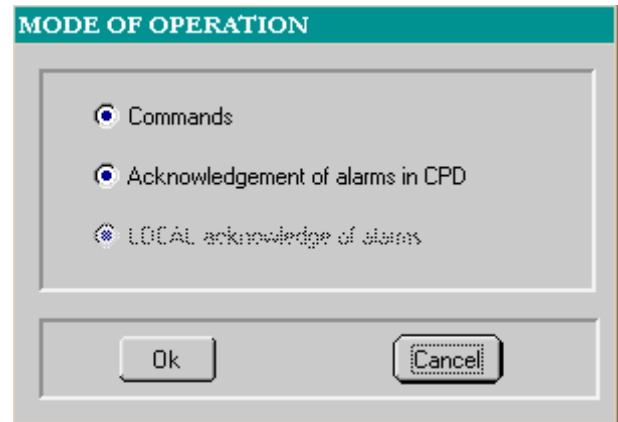 MODE OF OPERATION
Commands
Acknowledgement of alarms in CPD
LOCAL acknowledge of alarms
Ok
Cancel